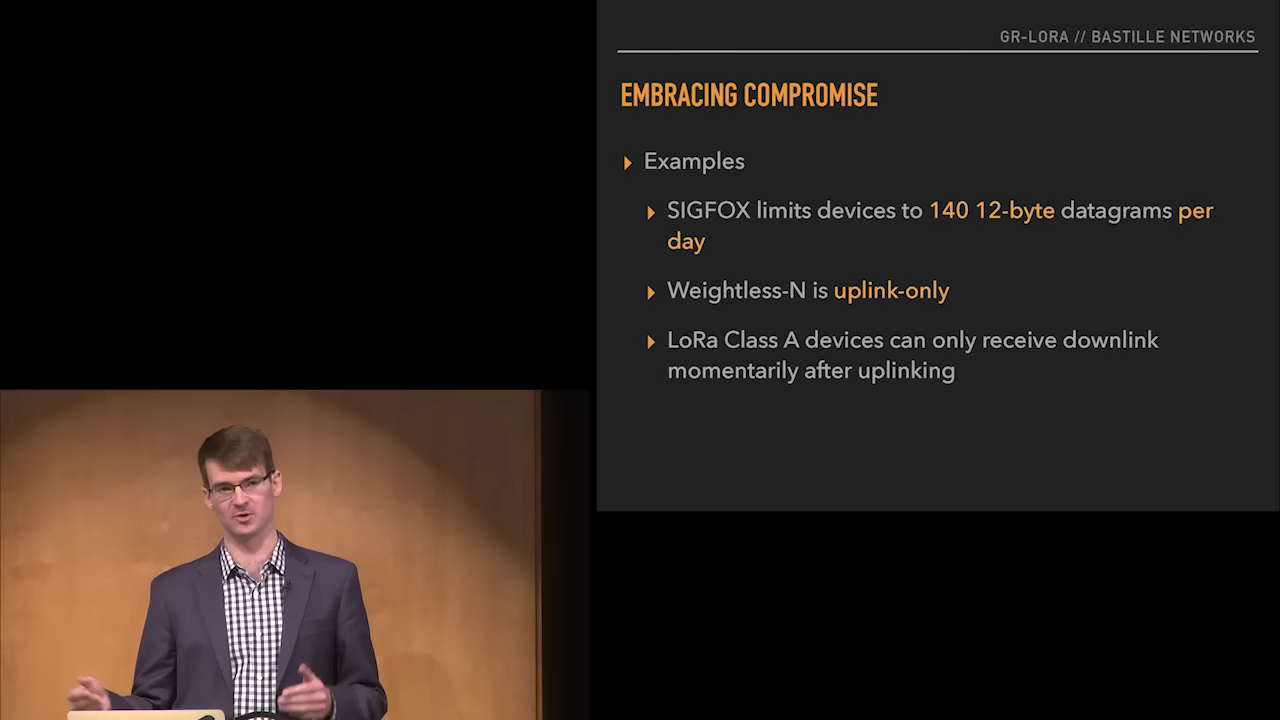 GR-LORA // BASTILLE NETWORKS
EMBRACING COMPROMISE
Examples
SIGFOX limits devices to 140 12-byte datagrams per
day
Weightless-N is uplink-only
LoRa Class A devices can only receive downlink
momentarily after uplinking